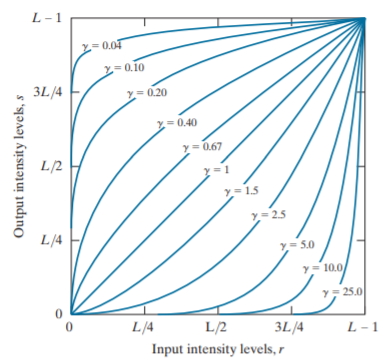 L − 1
γ = 0.04
γ = 0.10
3L/4
γ = 0.20
γ = 0.40
γ = 0.67
L/2
γ = 1
γ = 1.5
γ = 2.5
L/4
γ = 5.0
γ = 10.0
γ = 25.0
0
0 L/4 L/2 3L/4 L − 1
Output intensity levels, s
Input intensity levels, r